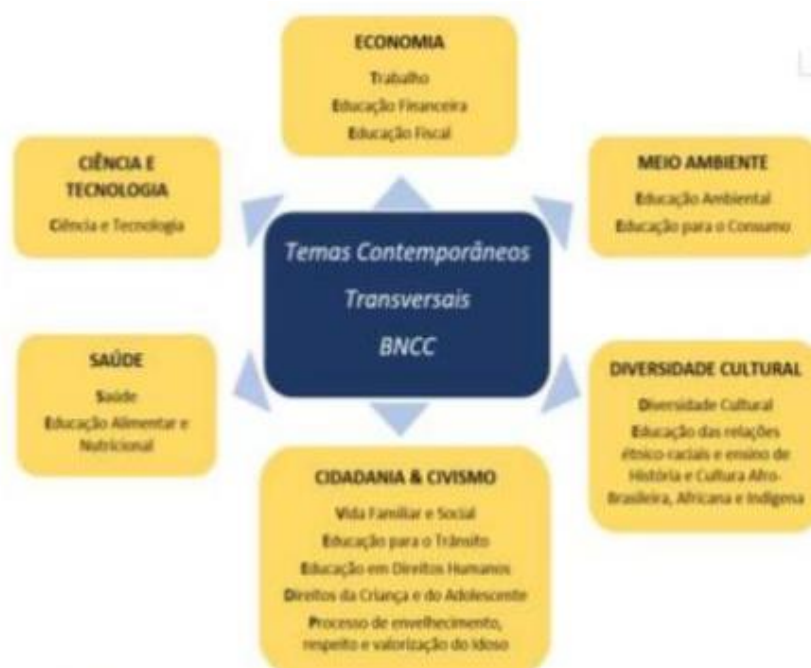 ECONOMIA
Trabalho
Educação Financeira
Educação Fiscal
CIÊNCIA E
TECNOLOGIA
Ciência e Tecnologia
MEIO AMBIENTE
Educação Ambiental
Educação para o Consumo
Temas Contemporâneos
Transversais
BNCC
SAÚDE
Saúde
Educação Alimentar e
Nutricional
DIVERSIDADE CULTURAL
Diversidade Cultural
Educação das relações
étnico-raciais e ensino de
História e Cultura Afro-
Brasileira, Africana e Indígena
CIDADANIA & CIVISMO
Vida Familiar e Social
Educação para o Trânsito
Educação em Direitos Humanos
Direitos da Criança e do Adolescente
Processo de envelhecimento,
respeito e valorização do Idoso